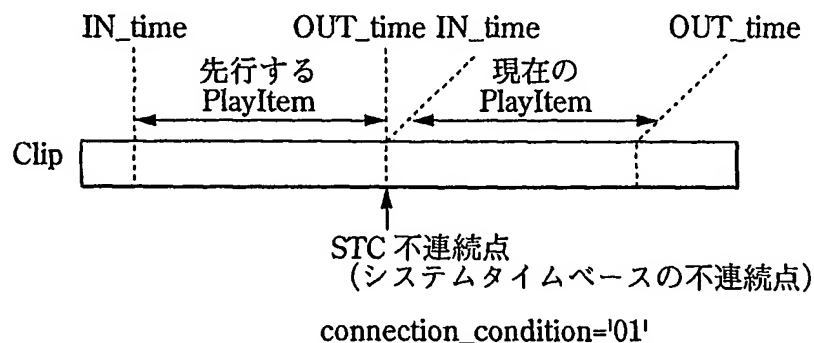 IN_time OUT_time IN_time OUT_time
先行する 現在の
PlayItem PlayItem
Clip
STC 不連続点
(システムタイムベースの不連続点)
connection_condition='01'